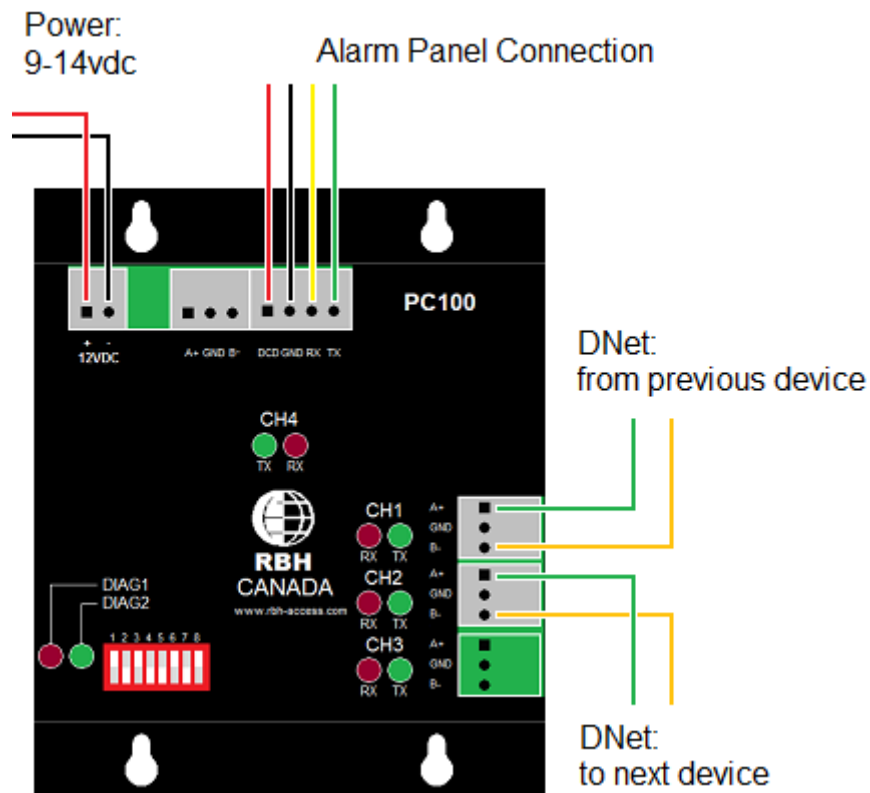 Power:
9-14vdc
Alarm Panel Connection
PC100
+ -
12VDC
A+ GND B-
DCD GND RX TX
DNet:
from previous device
CH4
TX RX
CH1
A+
GND
B-
RX TX
RBH
CANADA
www.rbh-access.com
CH2
A+
GND
B-
RX TX
CH3
A+
GND
B-
RX TX
DIAG1
DIAG2
1 2 3 4 5 6 7 8
DNet:
to next device